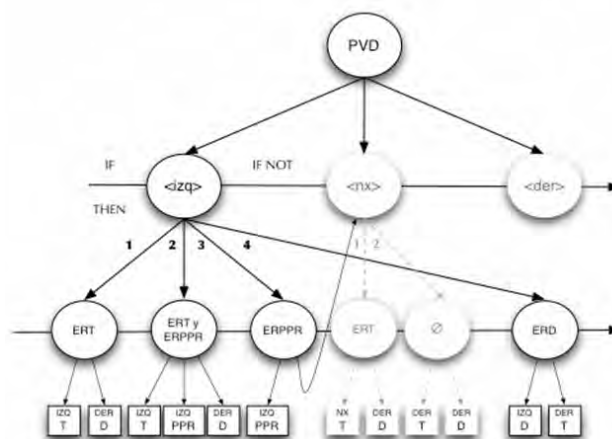 PVD
IF
IF NOT
<izq>
<nx>
<der>
THEN
1
2
3
4
1
2
ERT
ERT y
ERPPR
ERPPR
ERT
Ø
ERD
IZQ
T
DER
D
IZQ
T
IZQ
PPR
DER
D
IZQ
PPR
NX
T
DER
D
DER
T
DER
D
IZQ
D
DER
T